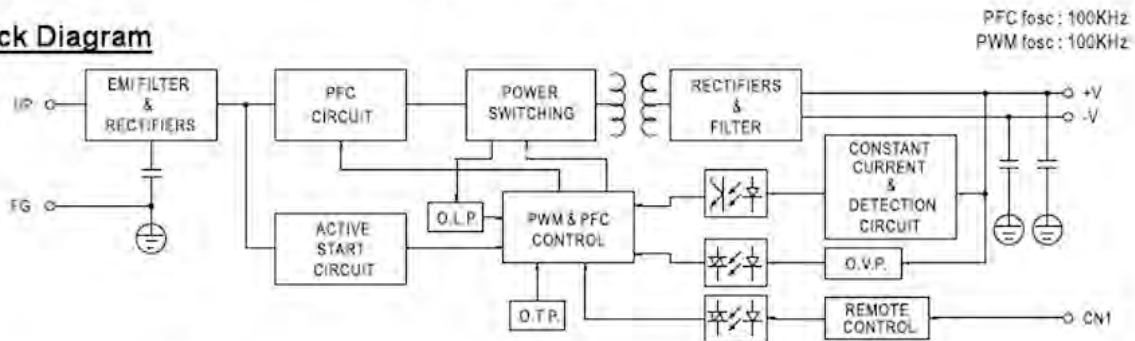 ck Diagram
PFC fosc : 100KHz
PWM fosc : 100KHz
I/P
EMI FILTER
&
RECTIFIERS
PFC
CIRCUIT
POWER
SWITCHING
RECTIFIERS
&
FILTER
+V
-V
FG
ACTIVE
START
CIRCUIT
O.L.P.
PWM & PFC
CONTROL
O.T.P.
CONSTANT
CURRENT
&
DETECTION
CIRCUIT
O.V.P.
REMOTE
CONTROL
CN1